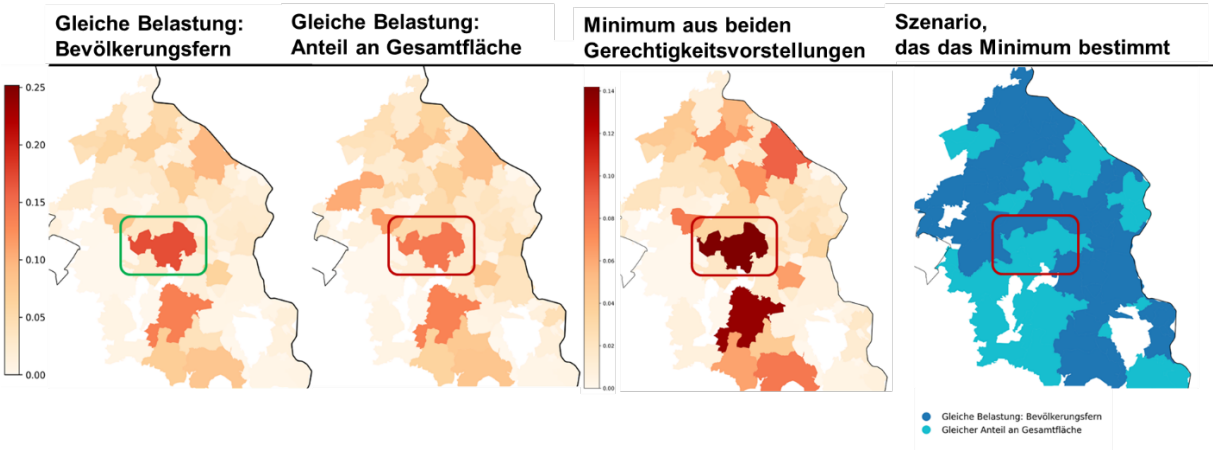 Gleiche Belastung:
Bevölkerungsfern
Gleiche Belastung:
Anteil an Gesamtfläche
Minimum aus beiden
Gerechtigkeitsvorstellungen
Szenario,
das das Minimum bestimmt
0.25
0.20
0.15
0.10
0.05
0.00
0.14
0.12
0.10
0.08
0.06
0.04
0.02
0.00
Gleiche Belastung: Bevölkerungsfern
Gleicher Anteil an Gesamtfläche